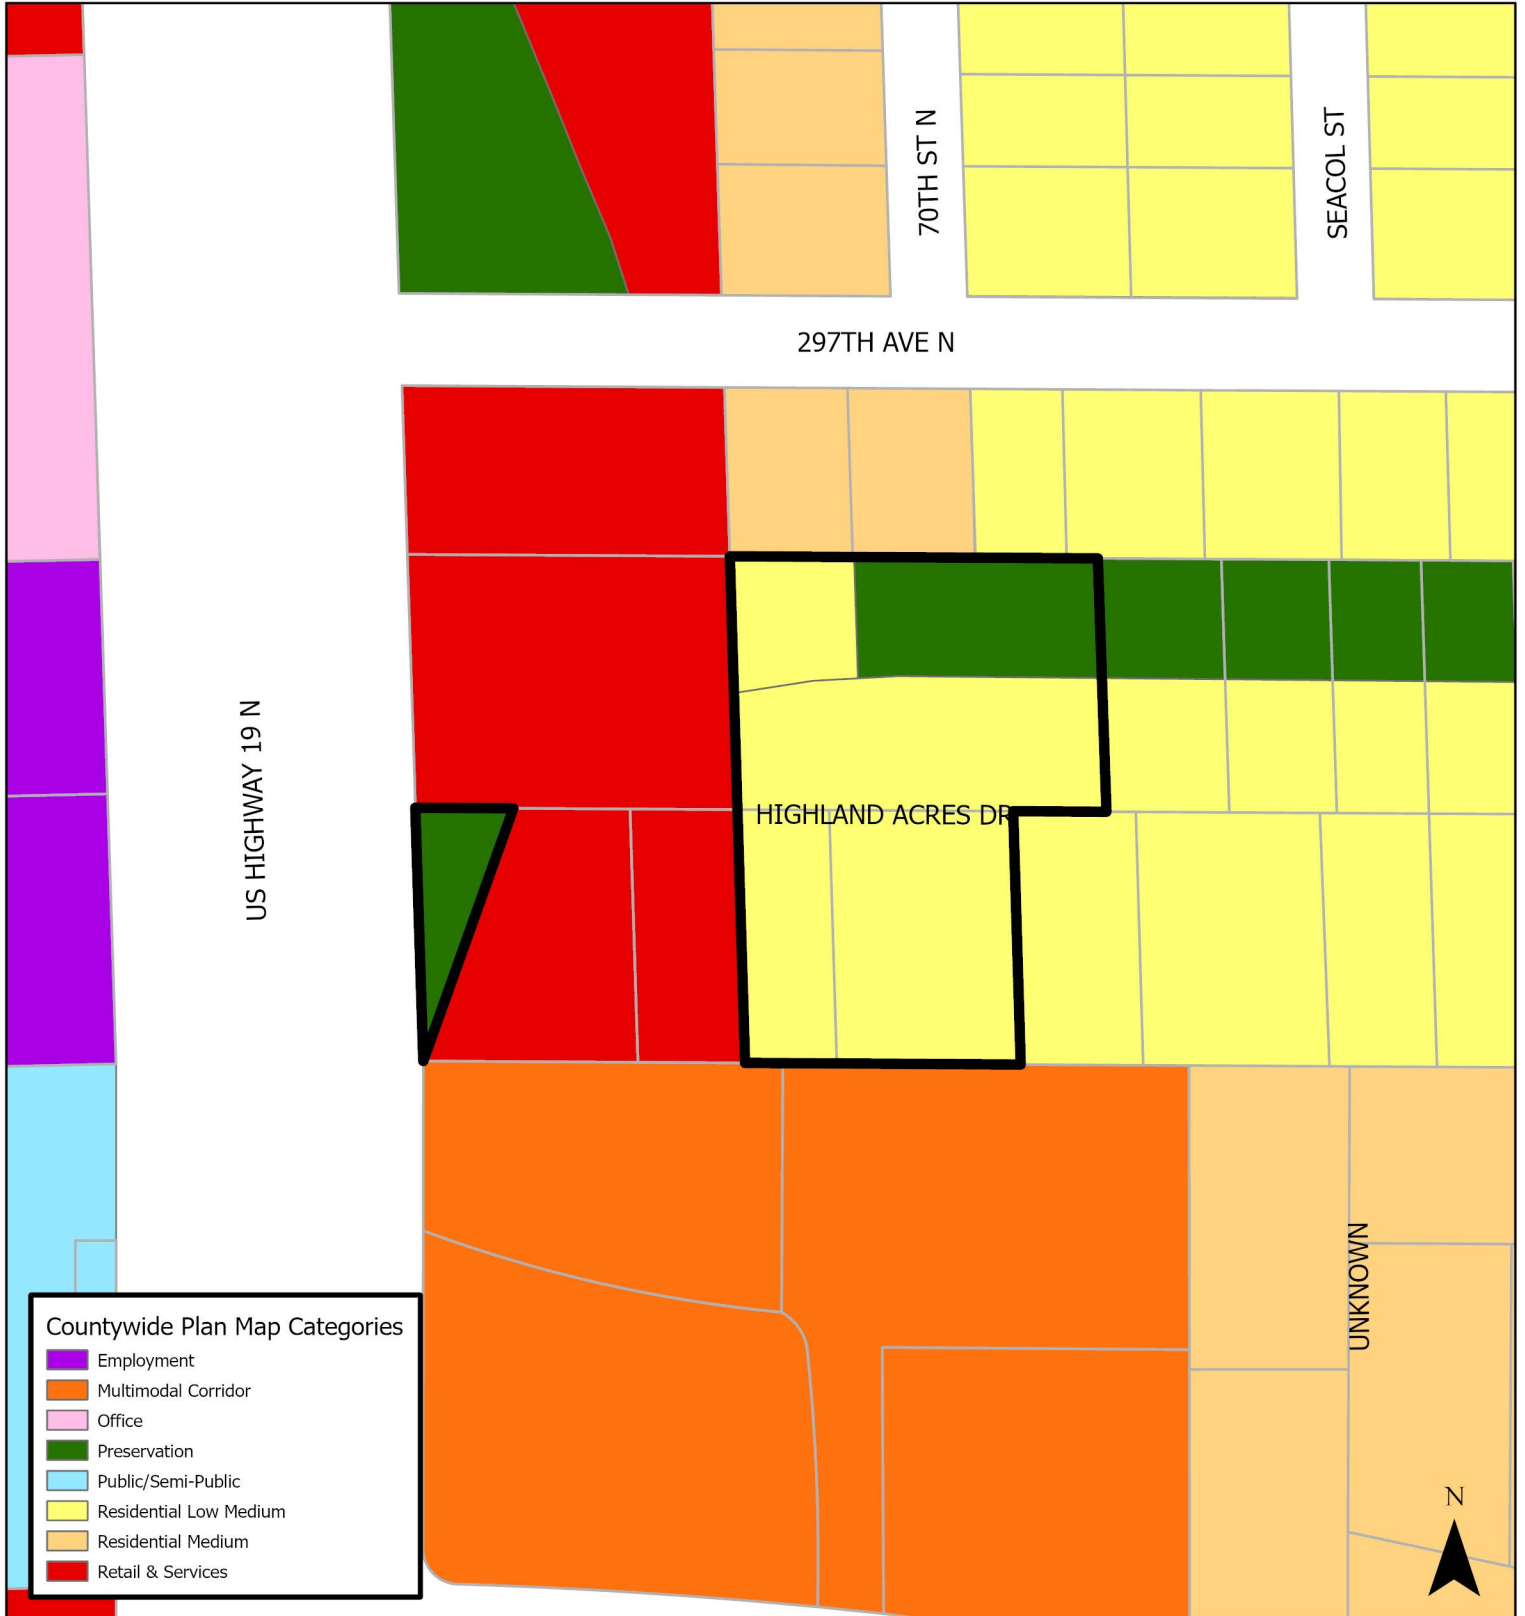 70TH ST N
SEACOL ST
297TH AVE N
US HIGHWAY 19 N
HIGHLAND ACRES DR
UNKNOWN
Countywide Plan Map Categories
Employment
Multimodal Corridor
Office
Preservation
Public/Semi-Public
Residential Low Medium
Residential Medium
Retail & Services
N